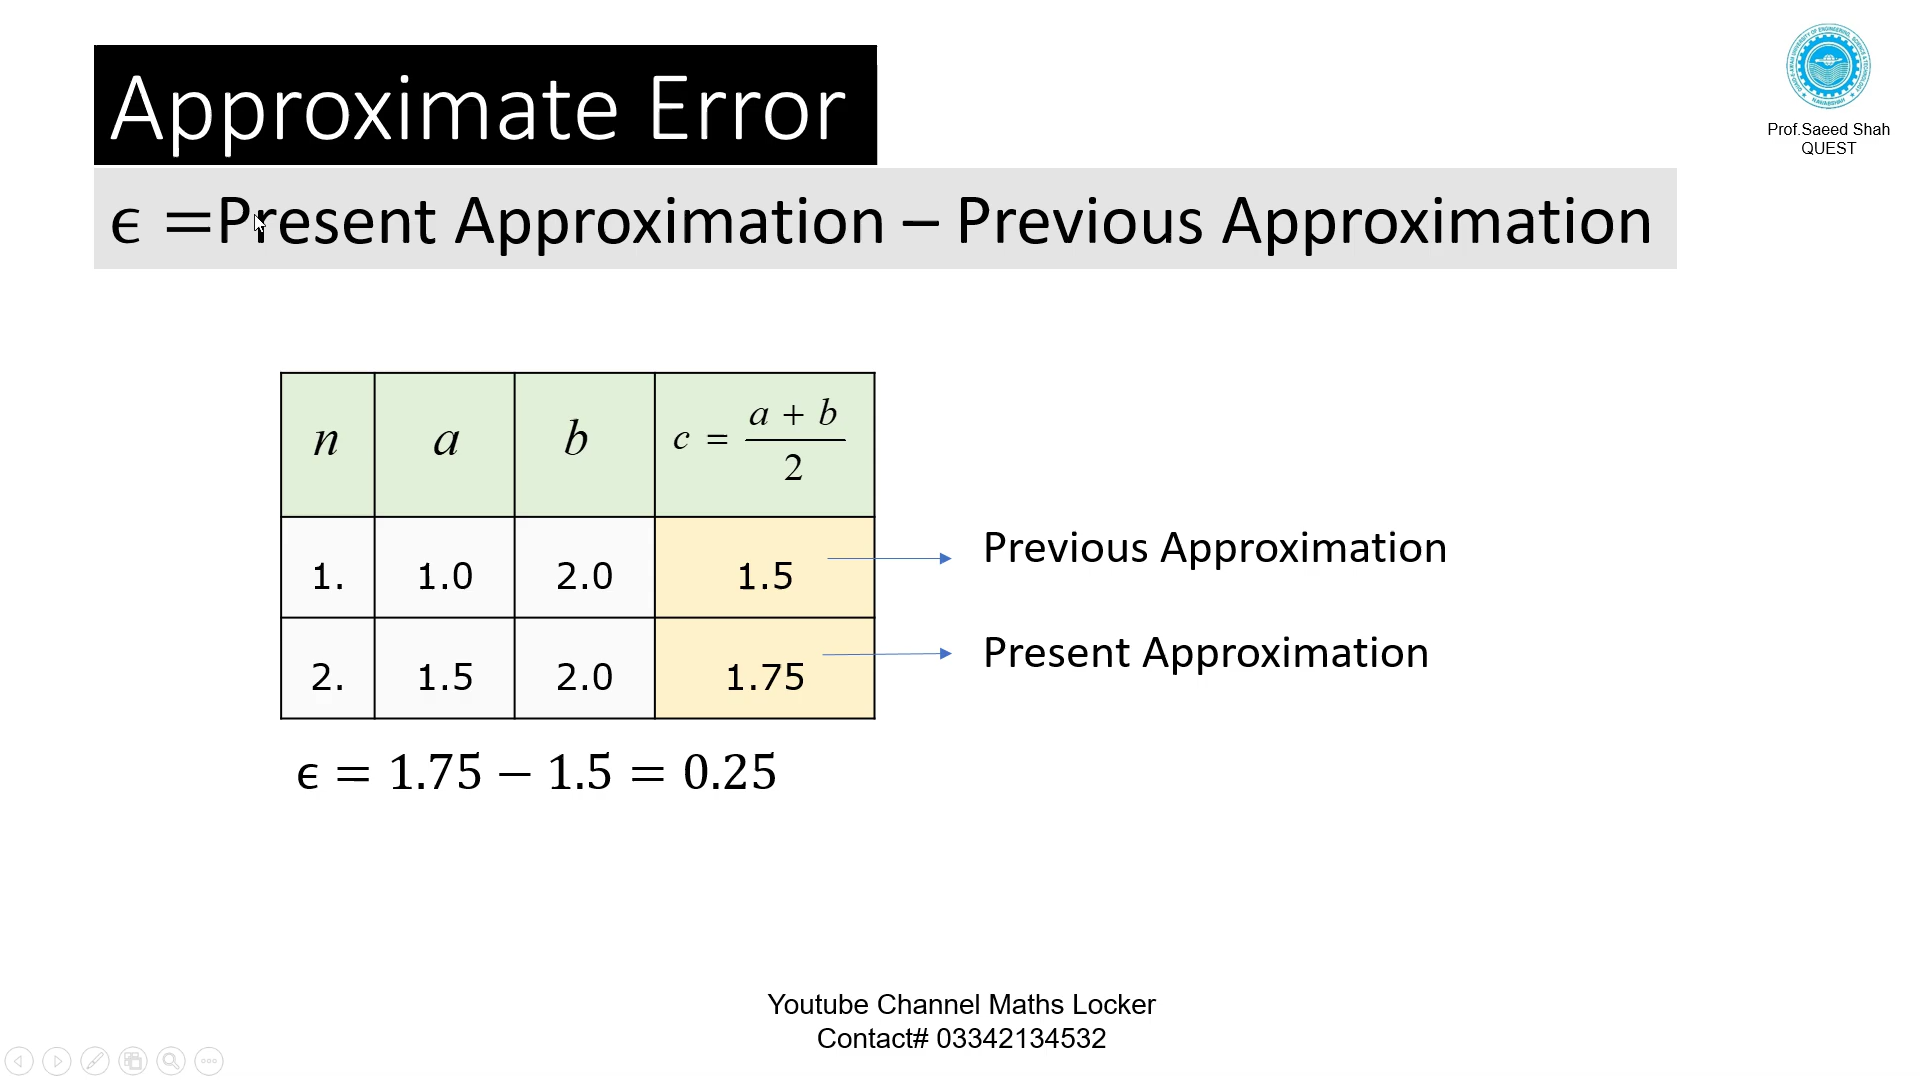 Approximate Error
ϵ =Present Approximation – Previous Approximation
Prof.Saeed Shah
QUEST
n a b c = (a + b)/2
1. 1.0 2.0 1.5
Previous Approximation
2. 1.5 2.0 1.75
Present Approximation
ϵ = 1.75 − 1.5 = 0.25
Youtube Channel Maths Locker
Contact# 03342134532